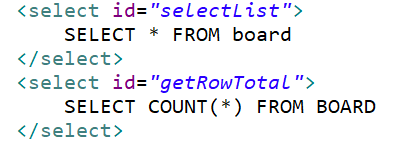 <select id="selectList">
    SELECT * FROM board
</select>
<select id="getRowTotal">
    SELECT COUNT(*) FROM BOARD
</select>